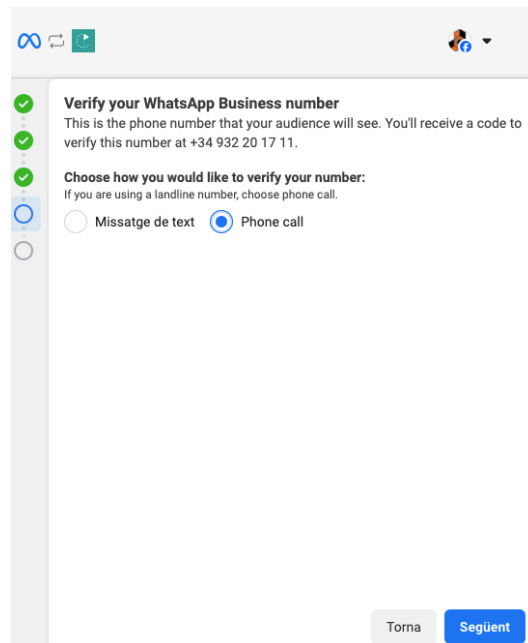 Verify your WhatsApp Business number
This is the phone number that your audience will see. You'll receive a code to
verify this number at +34 932 20 17 11.
Choose how you would like to verify your number:
If you are using a landline number, choose phone call.
Missatge de text Phone call
Torna Següent